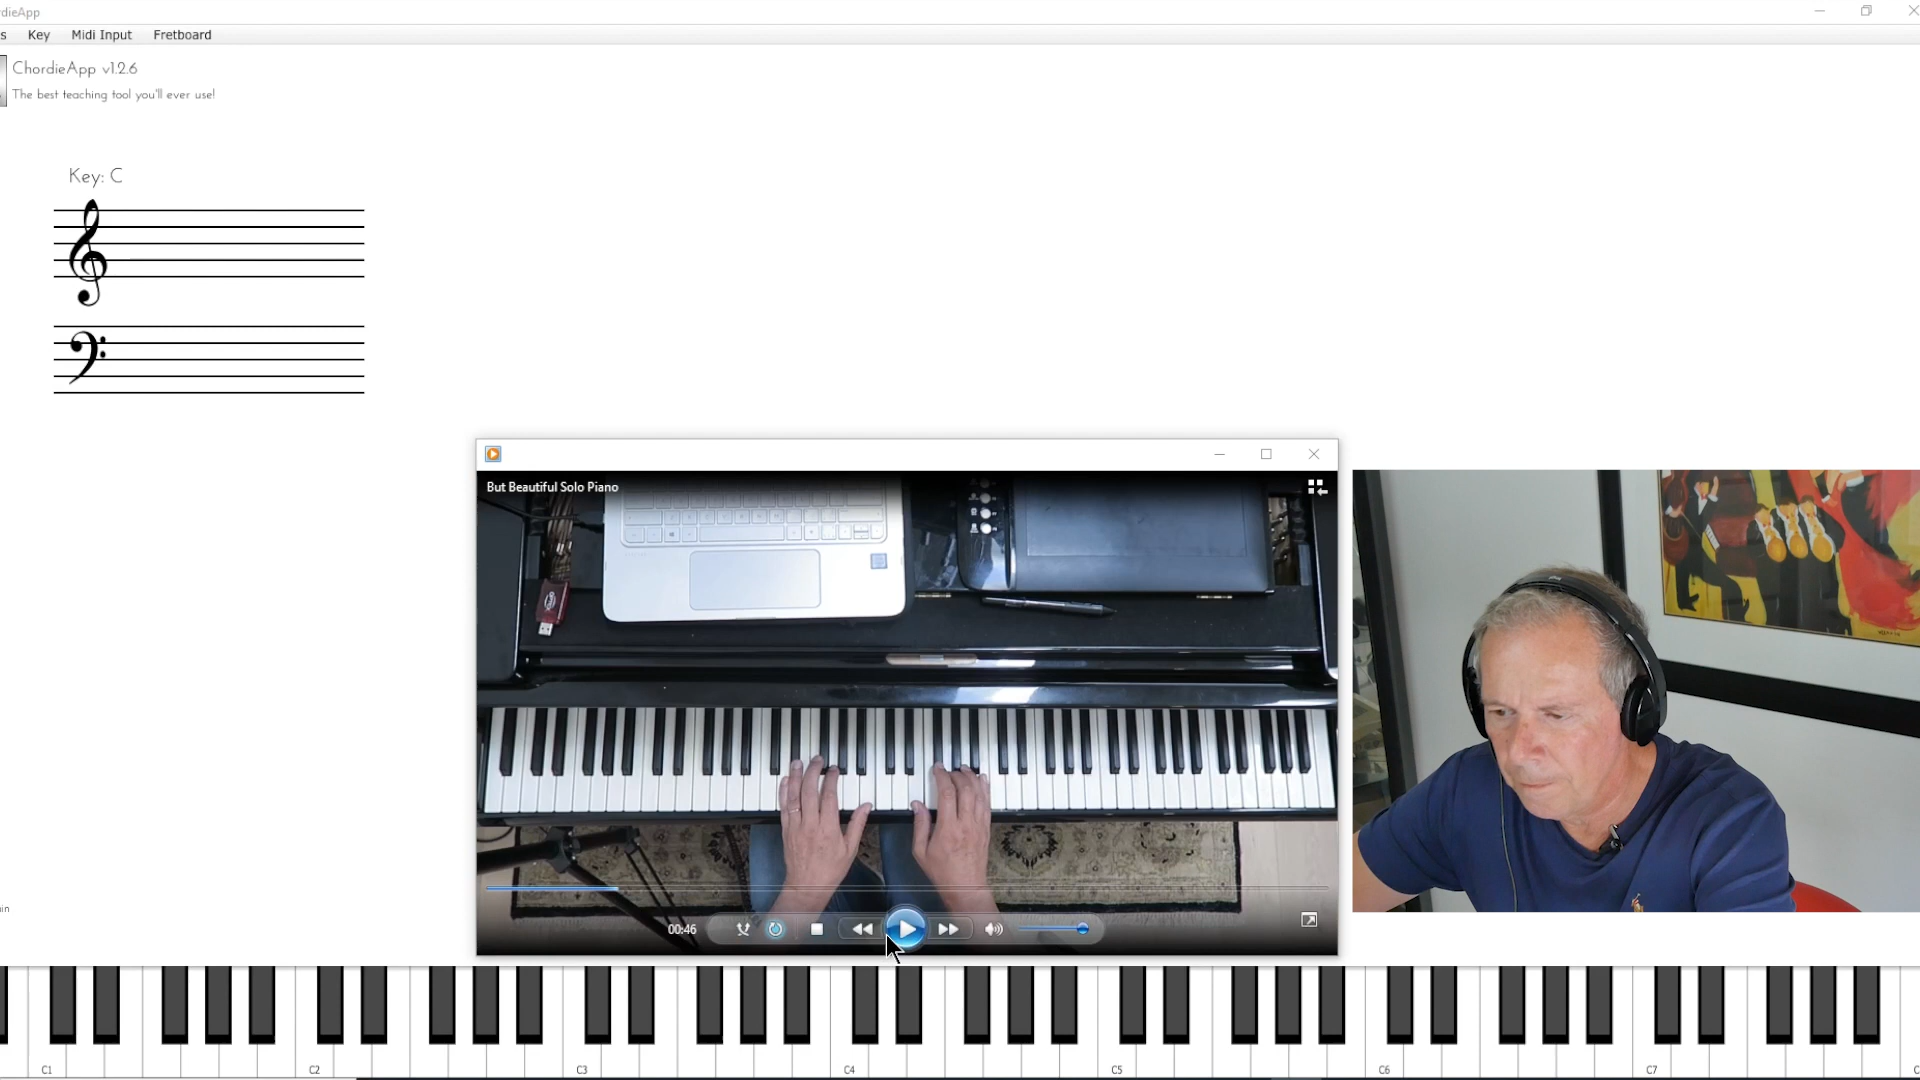 dieApp
s Key Midi Input Fretboard
ChordieApp v1.2.6
The best teaching tool you'll ever use!
Key: C
But Beautiful Solo Piano
in
00:46
C1 C2 C3 C4 C5 C6 C7 C